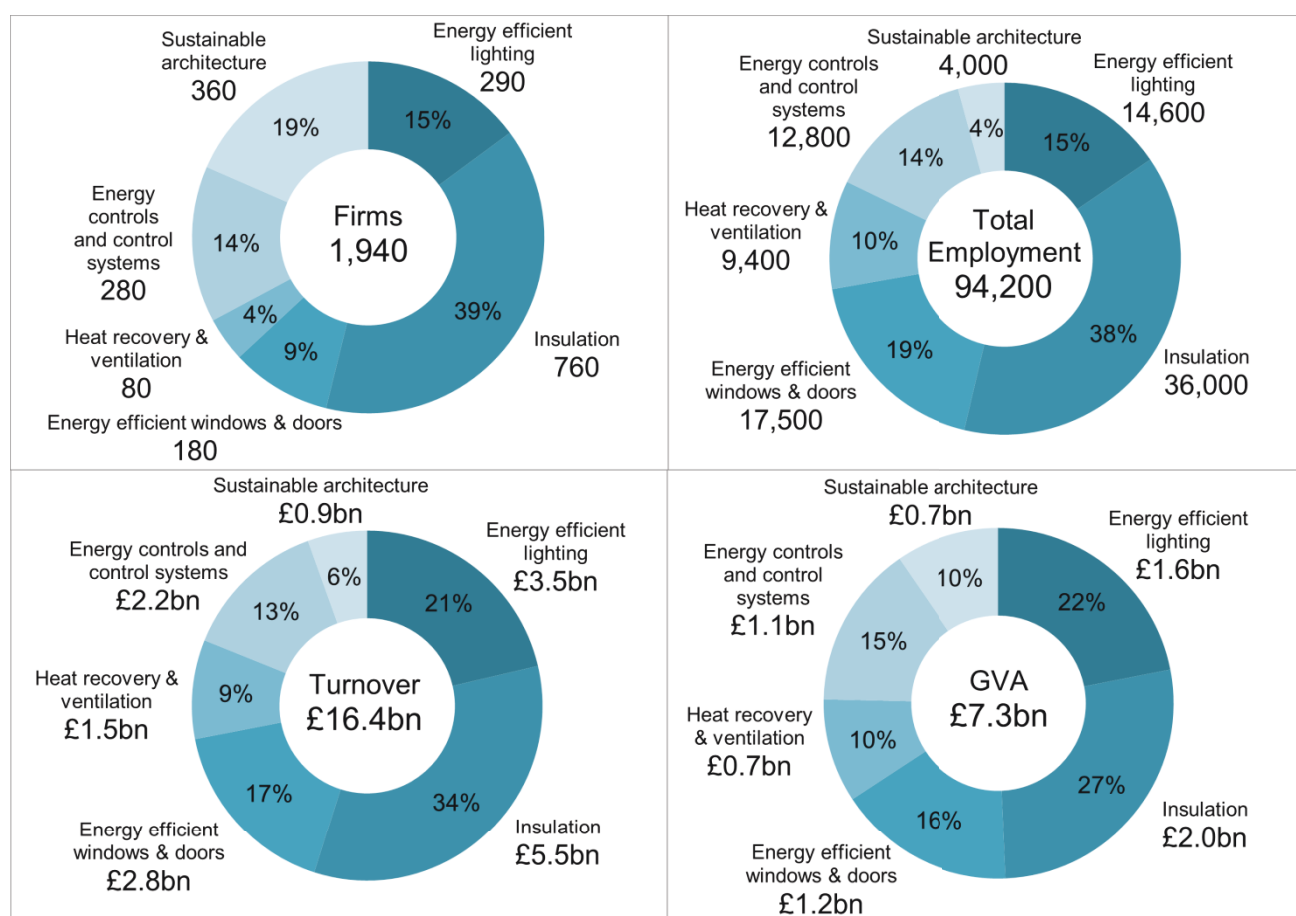 Sustainable
architecture
360
Energy efficient
lighting
290
19%
15%
Energy
controls
and control
systems
280
14%
Firms
1,940
39%
Insulation
760
4%
Heat recovery &
ventilation
80
9%
Energy efficient windows & doors
180
Sustainable architecture
4,000
Energy controls
and control
systems
12,800
Energy efficient
lighting
14,600
4%
15%
14%
Heat recovery &
ventilation
9,400
10%
Total
Employment
94,200
38%
Insulation
36,000
19%
Energy efficient
windows & doors
17,500
Sustainable architecture
£0.9bn
Energy controls and
control systems
£2.2bn
Energy efficient
lighting
£3.5bn
6%
21%
13%
Heat recovery &
ventilation
£1.5bn
9%
Turnover
£16.4bn
17%
34%
Energy efficient
windows & doors
£2.8bn
Insulation
£5.5bn
Sustainable architecture
£0.7bn
Energy controls
and control
systems
£1.1bn
Energy efficient
lighting
£1.6bn
10%
22%
15%
Heat recovery
& ventilation
£0.7bn
10%
GVA
£7.3bn
27%
16%
Insulation
£2.0bn
Energy efficient
windows & doors
£1.2bn